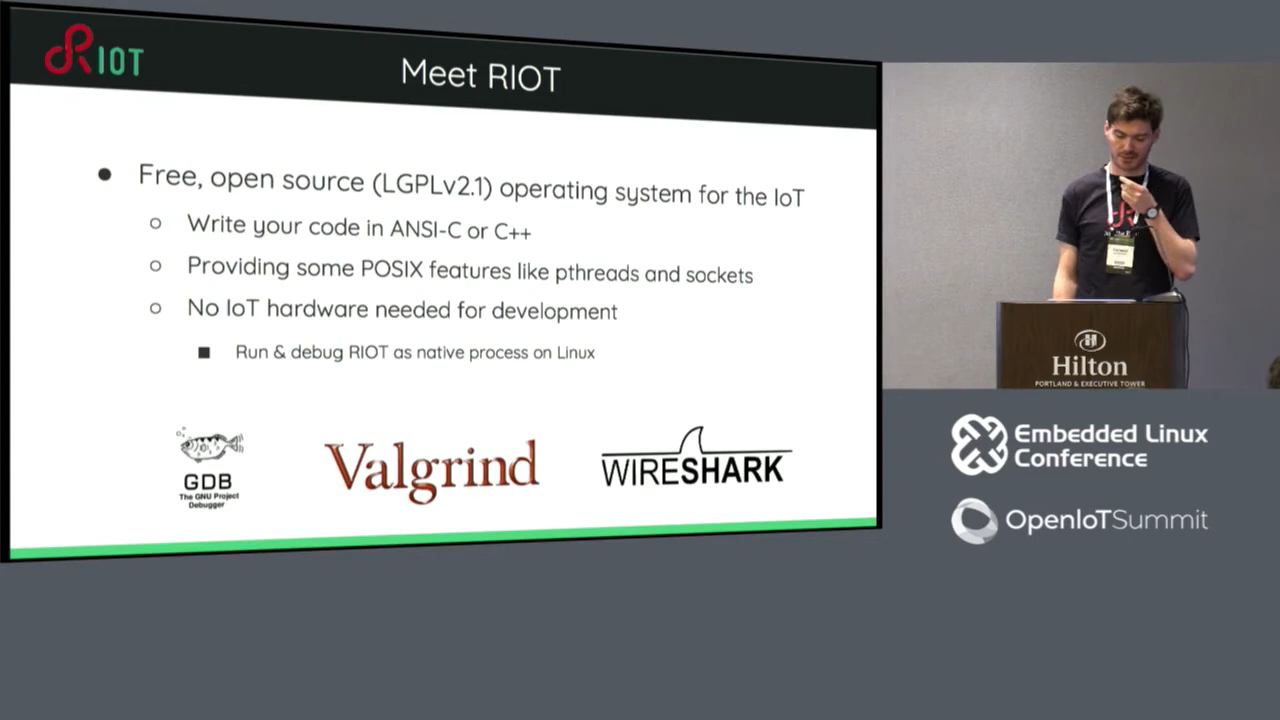 RIOT
Meet RIOT
Free, open source (LGPLv2.1) operating system for the IoT
Write your code in ANSI-C or C++
Providing some POSIX features like pthreads and sockets
No IoT hardware needed for development
Run & debug RIOT as native process on Linux
GDB
The GNU Project
Debugger
Valgrind
WIRESHARK
Hilton
PORTLAND & EXECUTIVE TOWER
Embedded Linux
Conference
OpenIoTSummit